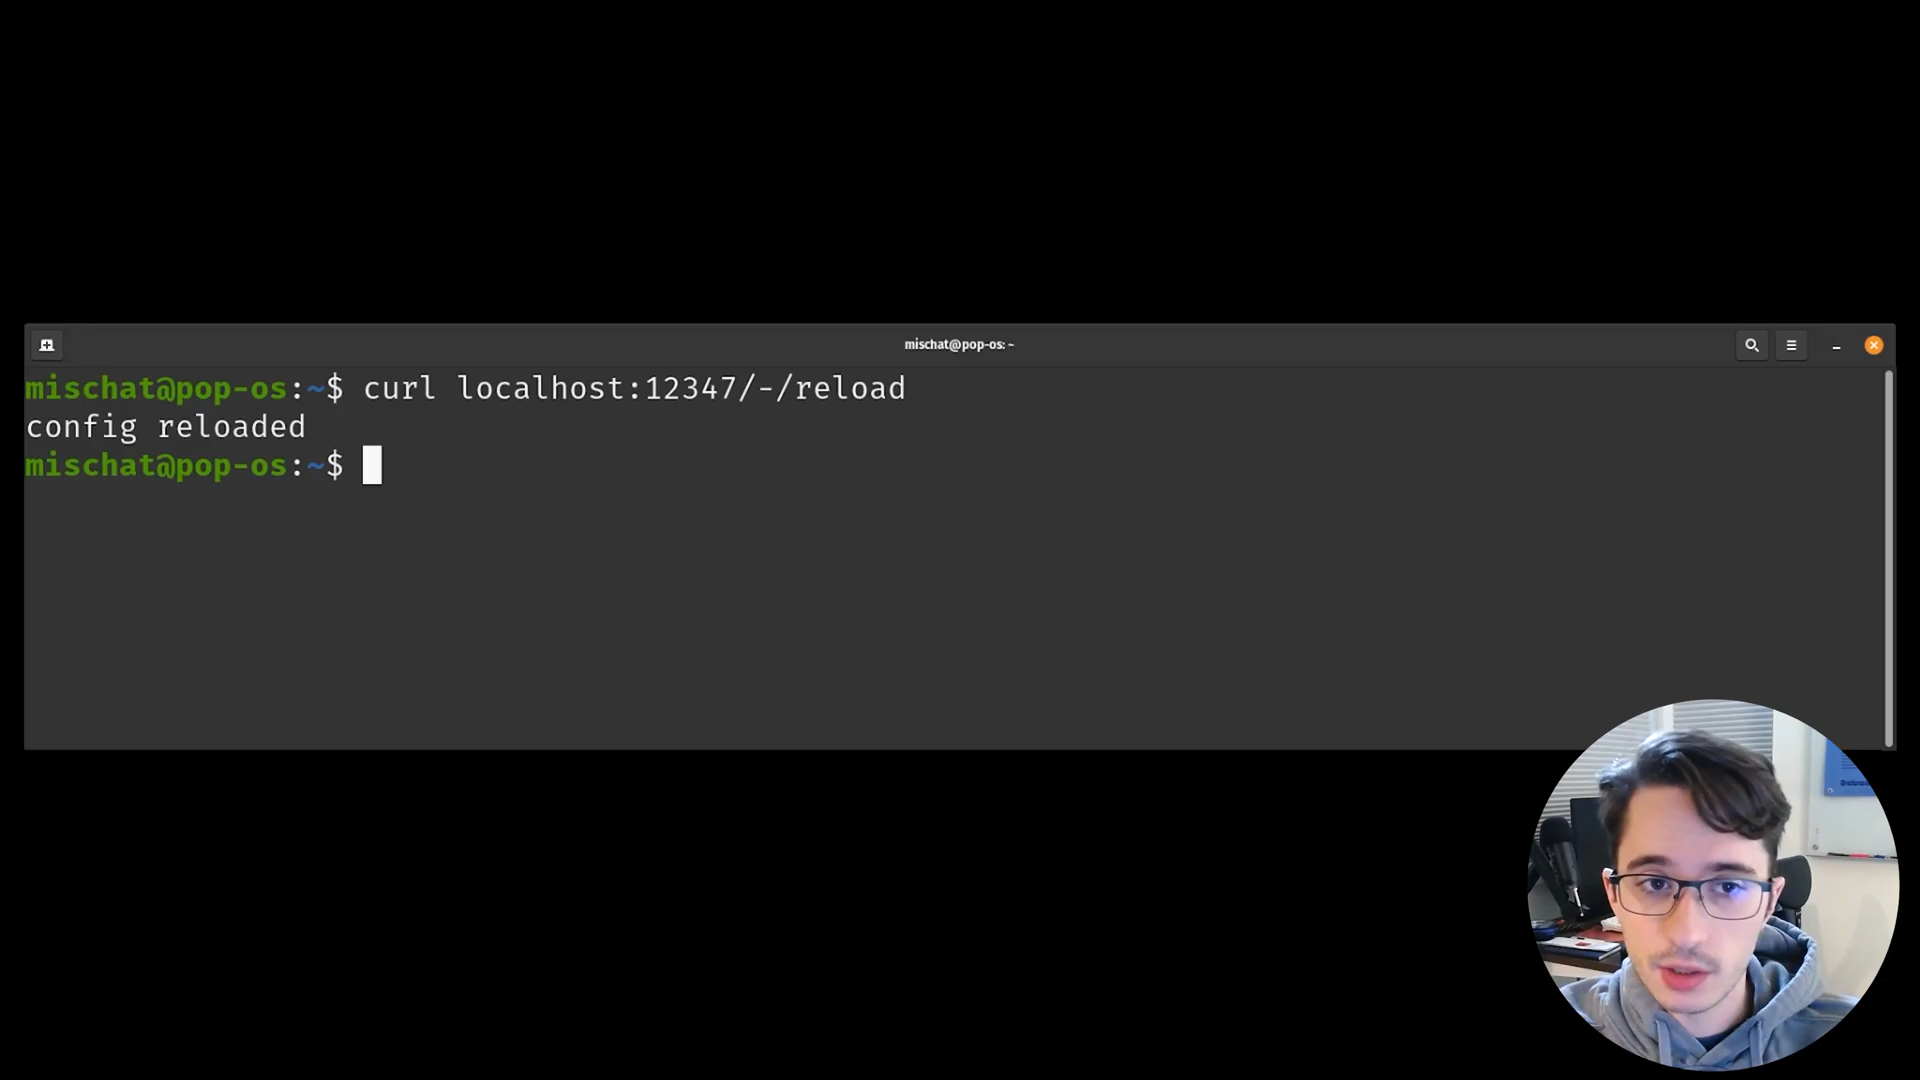 mischat@pop-os: ~
mischat@pop-os:~$ curl localhost:12347/-/reload
config reloaded
mischat@pop-os:~$